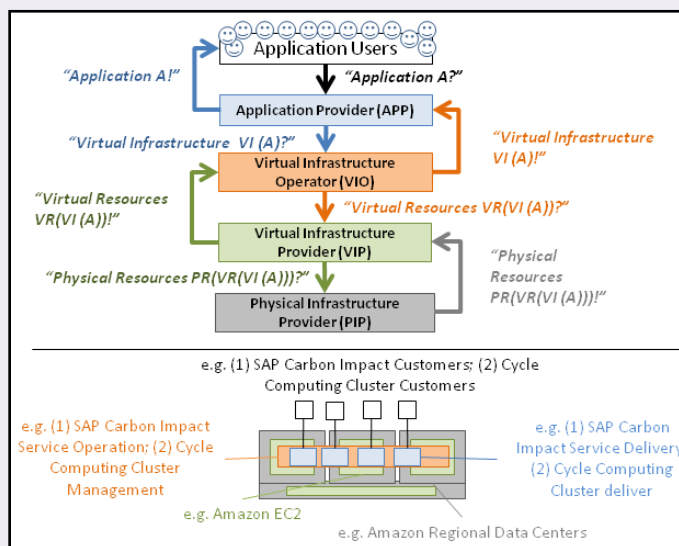 Application Users
“Application A!”
“Application A?”
Application Provider (APP)
“Virtual Infrastructure VI (A)?”
“Virtual Infrastructure
VI (A)!”
Virtual Infrastructure
Operator (VIO)
“Virtual Resources
VR(VI (A))!”
“Virtual Resources VR(VI (A))?”
Virtual Infrastructure
Provider (VIP)
“Physical Resources PR(VR(VI (A)))?”
“Physical
Resources
PR(VR(VI (A)))!”
Physical Infrastructure
Provider (PIP)
e.g. (1) SAP Carbon Impact Customers; (2) Cycle
Computing Cluster Customers
e.g. (1) SAP Carbon Impact
Service Operation; (2) Cycle
Computing Cluster
Management
e.g. (1) SAP Carbon
Impact Service Delivery;
(2) Cycle Computing
Cluster deliver
e.g. Amazon EC2
e.g. Amazon Regional Data Centers